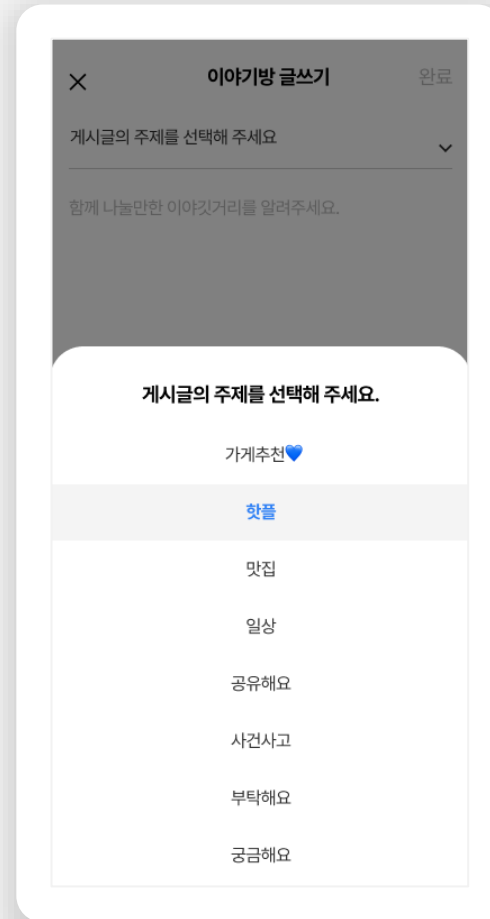 이야기방 글쓰기 완료
게시글의 주제를 선택해 주세요
함께 나눌만한 이야깃거리를 알려주세요.
게시글의 주제를 선택해 주세요.
가게추천💙
핫플
맛집
일상
공유해요
사건사고
부탁해요
궁금해요